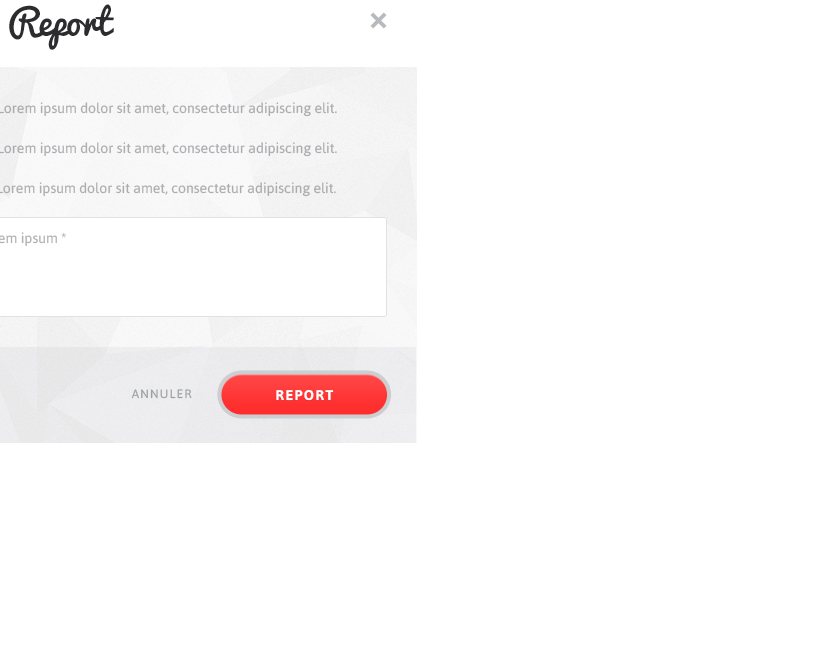 Report
Lorem ipsum dolor sit amet, consectetur adipiscing elit.
Lorem ipsum dolor sit amet, consectetur adipiscing elit.
Lorem ipsum dolor sit amet, consectetur adipiscing elit.
em ipsum *
ANNULER
REPORT